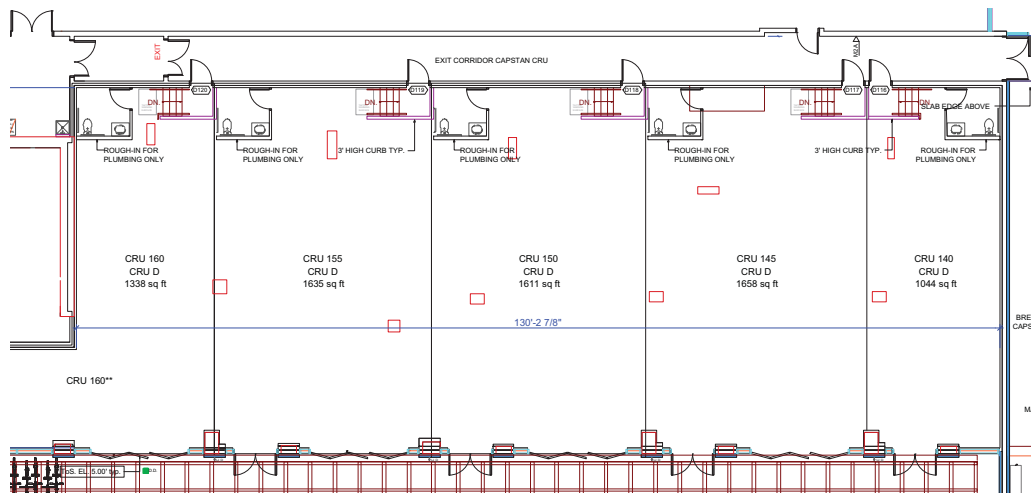 EXIT
EXIT CORRIDOR CAPSTAN CRU
M2A
D120
D119
D118
D117
D116
DN.
DN.
DN.
DN.
DN.
SLAB EDGE ABOVE
ROUGH-IN FOR
PLUMBING ONLY
ROUGH-IN FOR
PLUMBING ONLY
3' HIGH CURB TYP.
ROUGH-IN FOR
PLUMBING ONLY
ROUGH-IN FOR
PLUMBING ONLY
3' HIGH CURB TYP.
ROUGH-IN FOR
PLUMBING ONLY
CRU 160
CRU D
1338 sq ft
CRU 155
CRU D
1635 sq ft
CRU 150
CRU D
1611 sq ft
CRU 145
CRU D
1658 sq ft
CRU 140
CRU D
1044 sq ft
130'-2 7/8"
BRE
CAPS
CRU 160**
MA
T.o.S. EL. 5.00' typ.